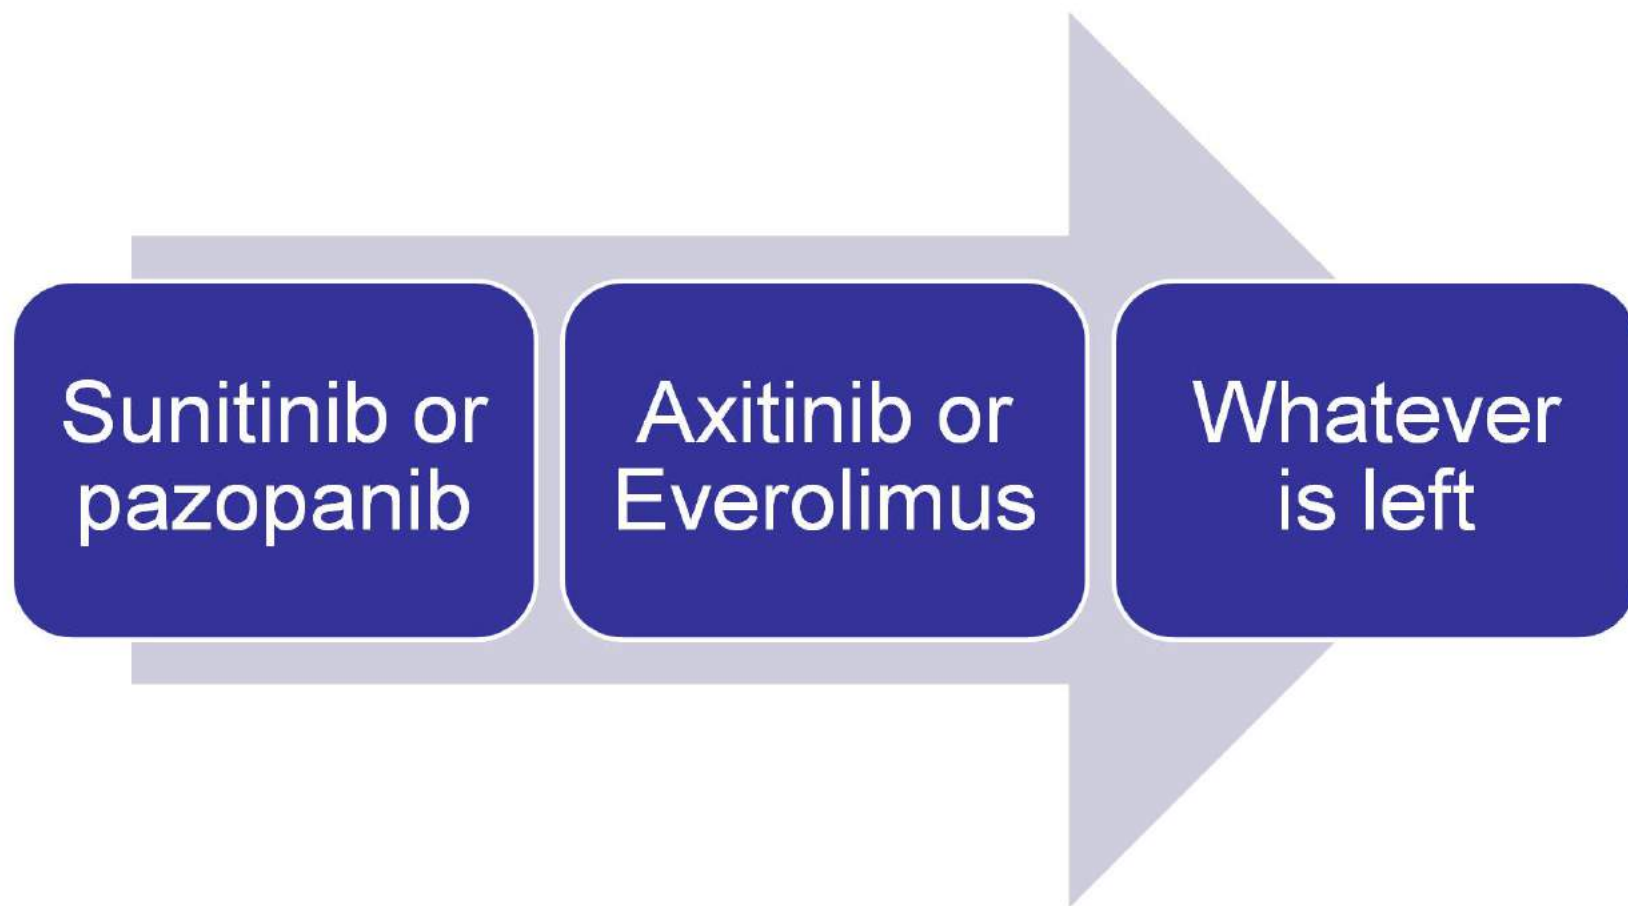 Sunitinib or
pazopanib
Axitinib or
Everolimus
Whatever
is left